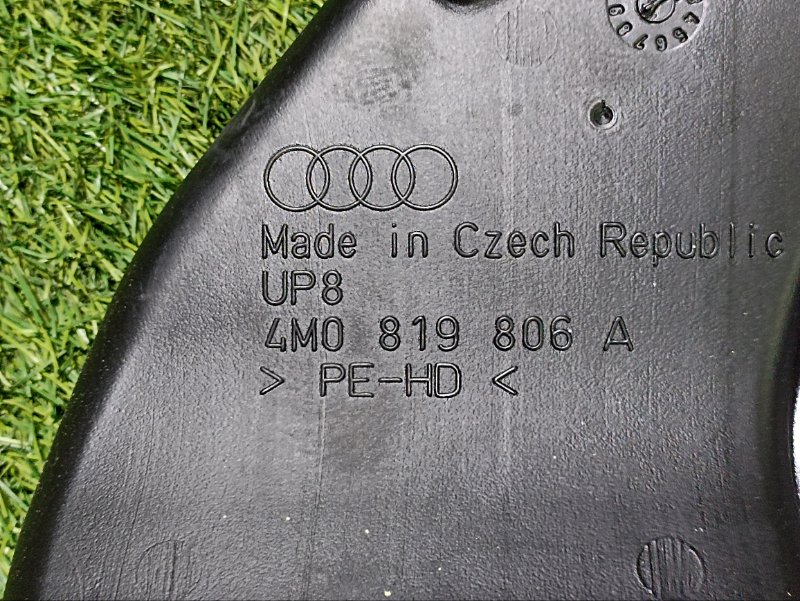 Made in Czech Republic
UP8
4M0 819 806 A
> PE-HD <